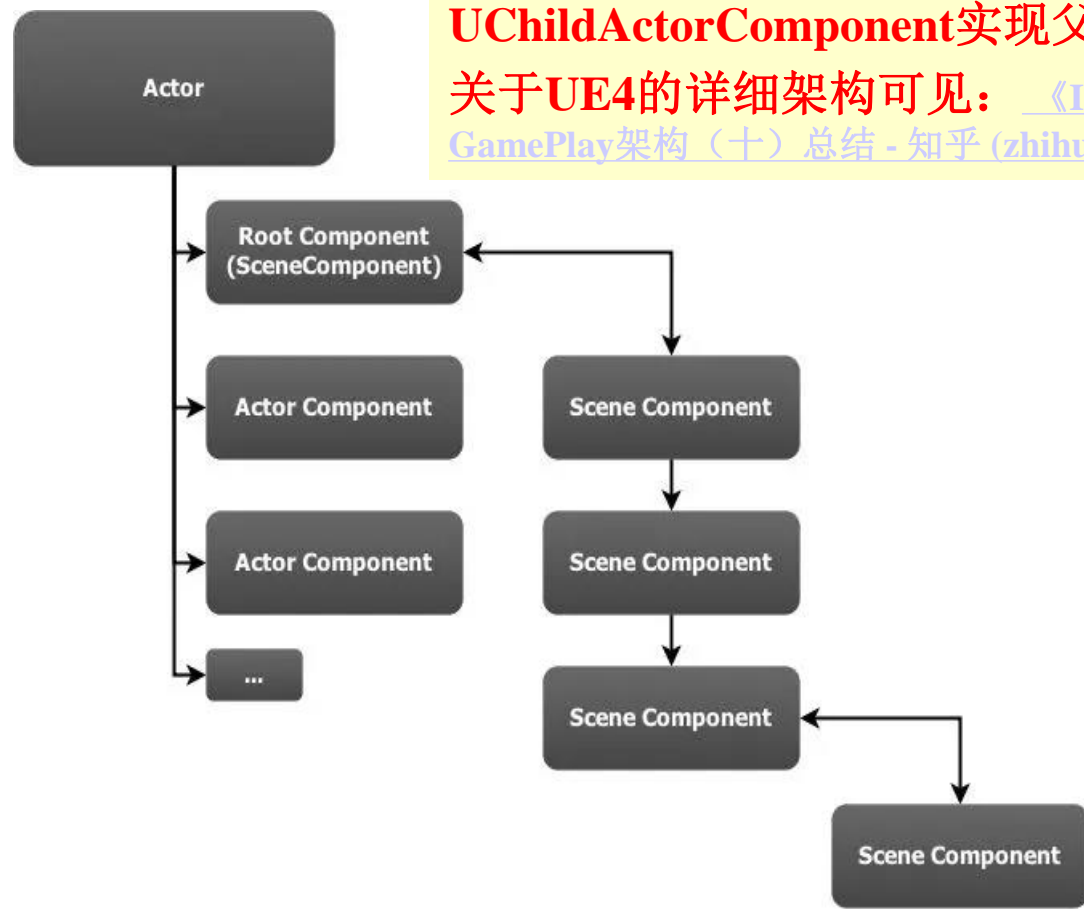 UChildActorComponent实现父
关于UE4的详细架构可见： 《I
GamePlay架构（十）总结 - 知乎 (zhihu
Actor
Root Component
(SceneComponent)
Actor Component
Scene Component
Actor Component
Scene Component
...
Scene Component
Scene Component